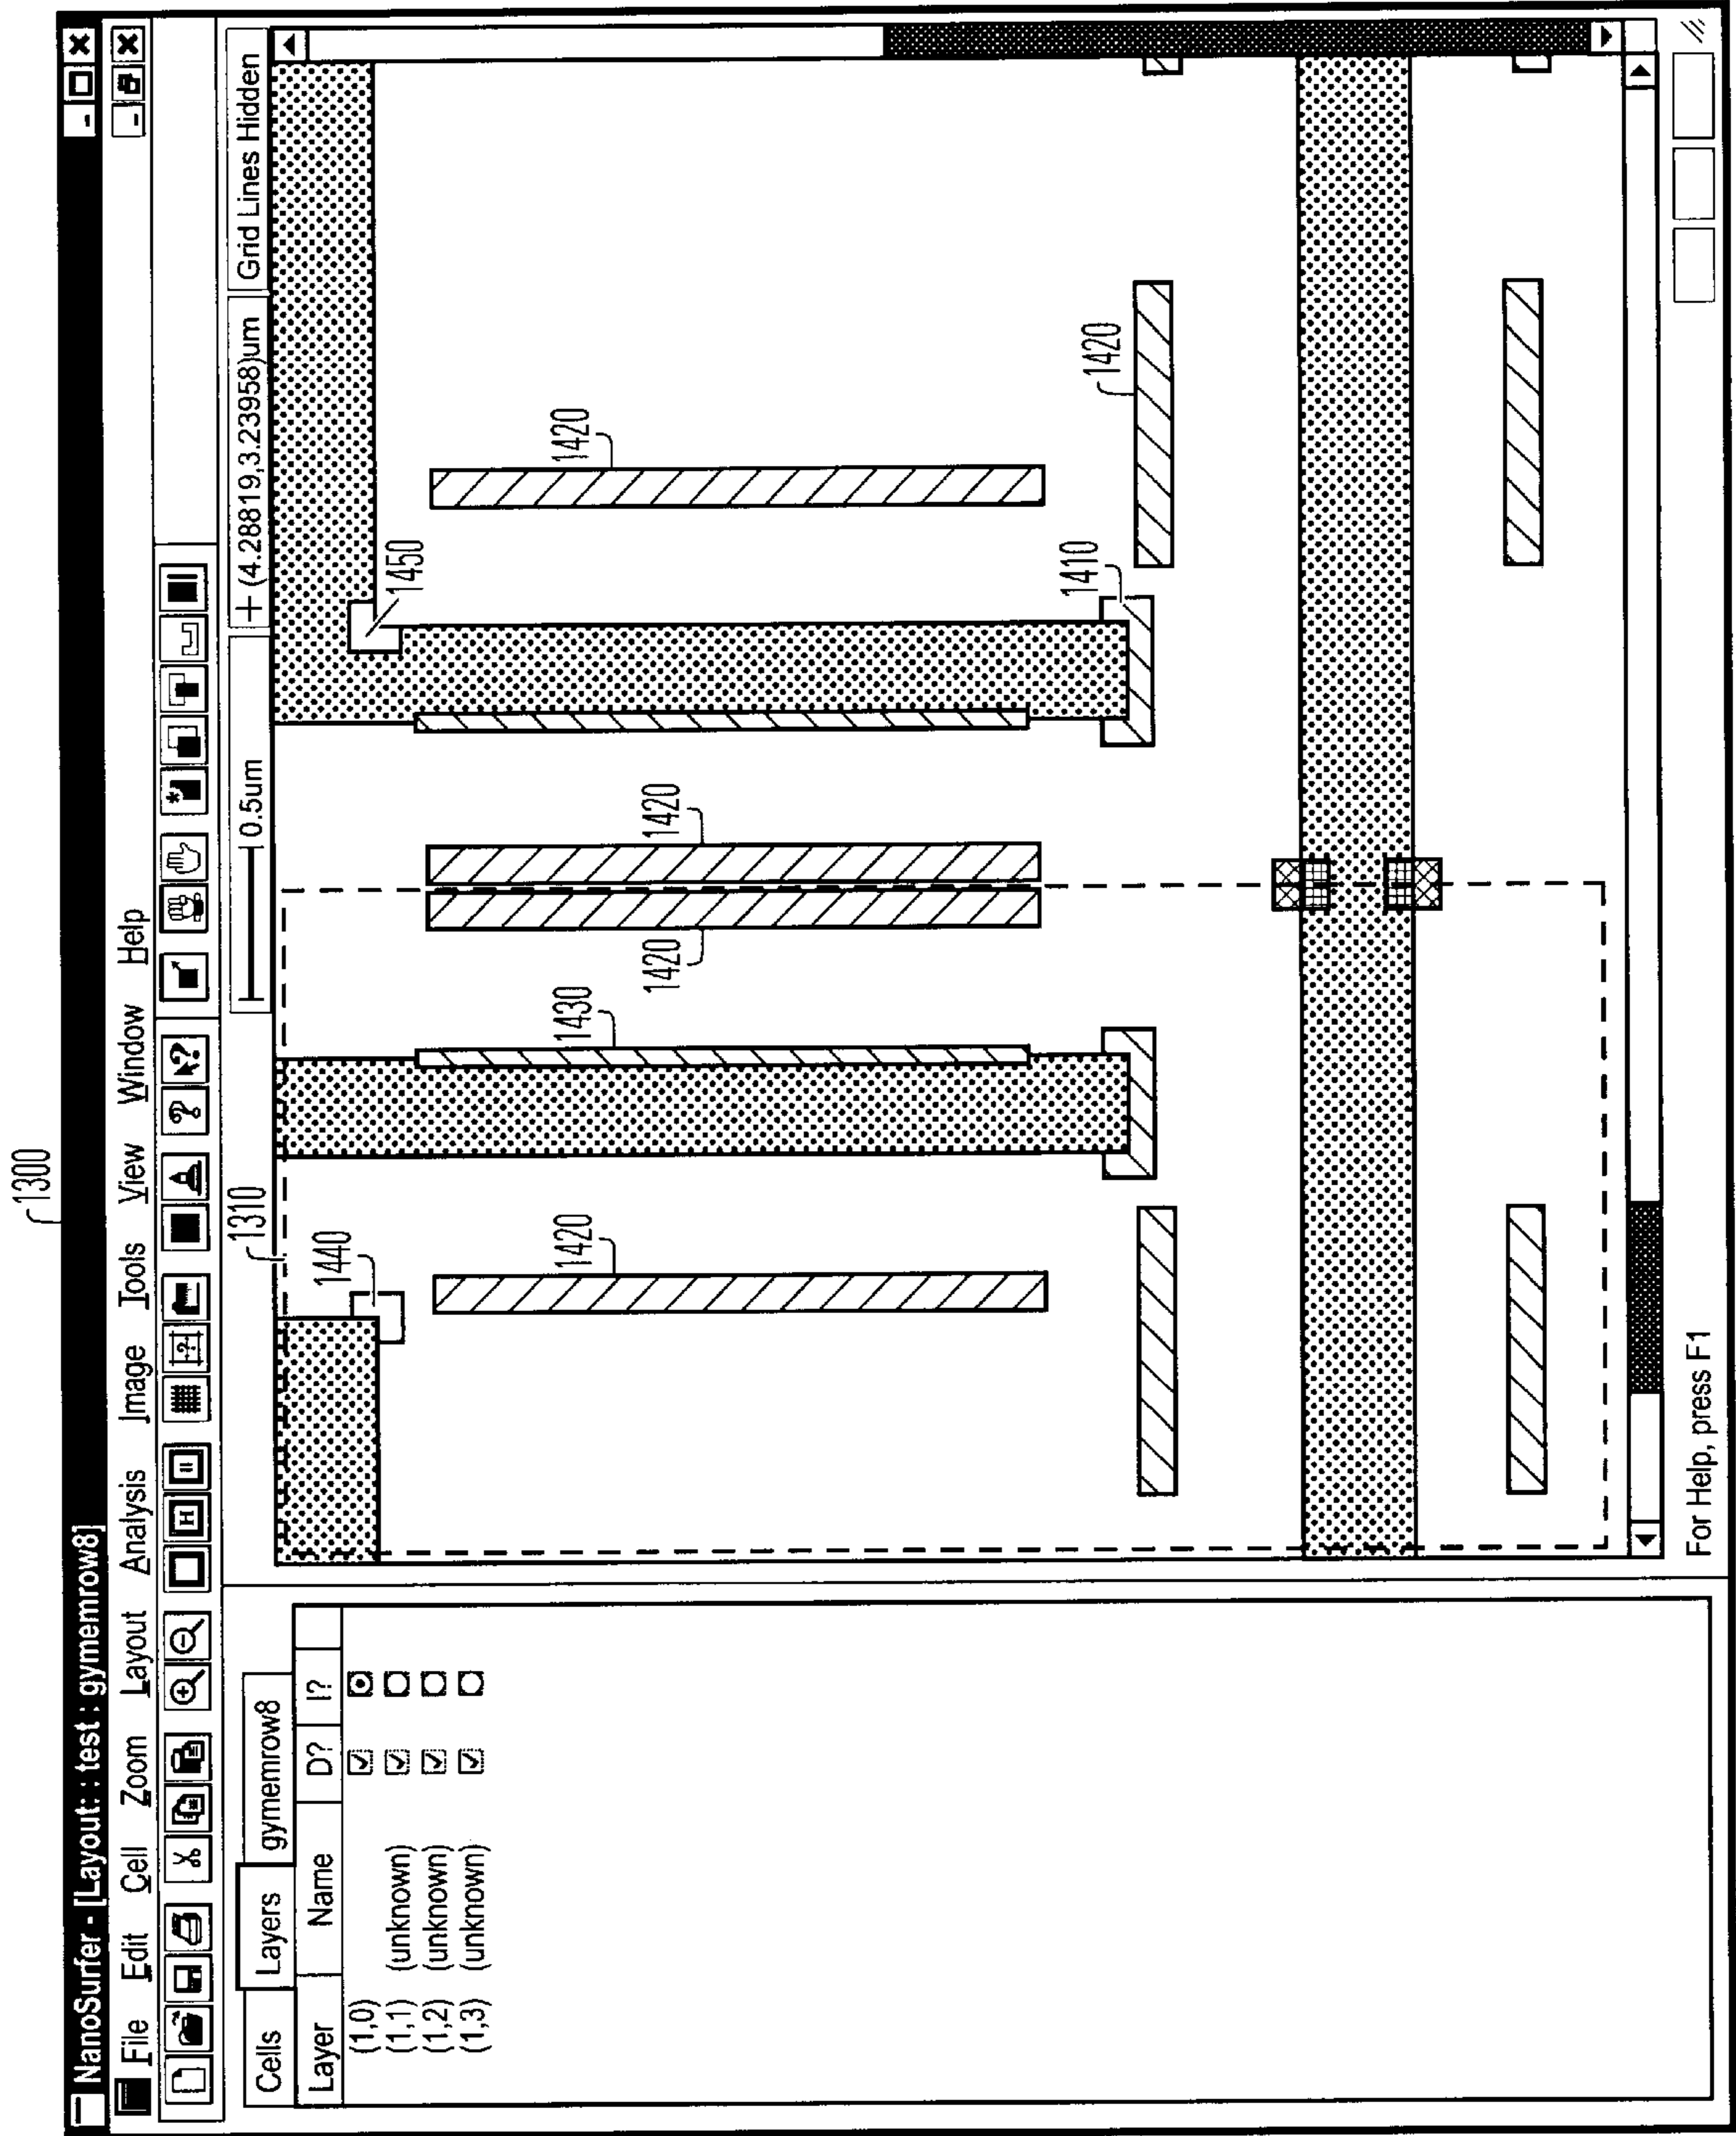 1300
NanoSurfer - [Layout: : test : gymemrow8]
File Edit Cell Zoom Layout Analysis Image Tools View Window Help
H
?
?
Cells Layers gymemrow8
0.5um
(4.28819,3.23958)um
Grid Lines Hidden
Layer Name D? I?
(1,0)
(1,1) (unknown)
(1,2) (unknown)
(1,3) (unknown)
1310
1440
1450
1420
1430
1420
1420
1420
1410
1420
For Help, press F1